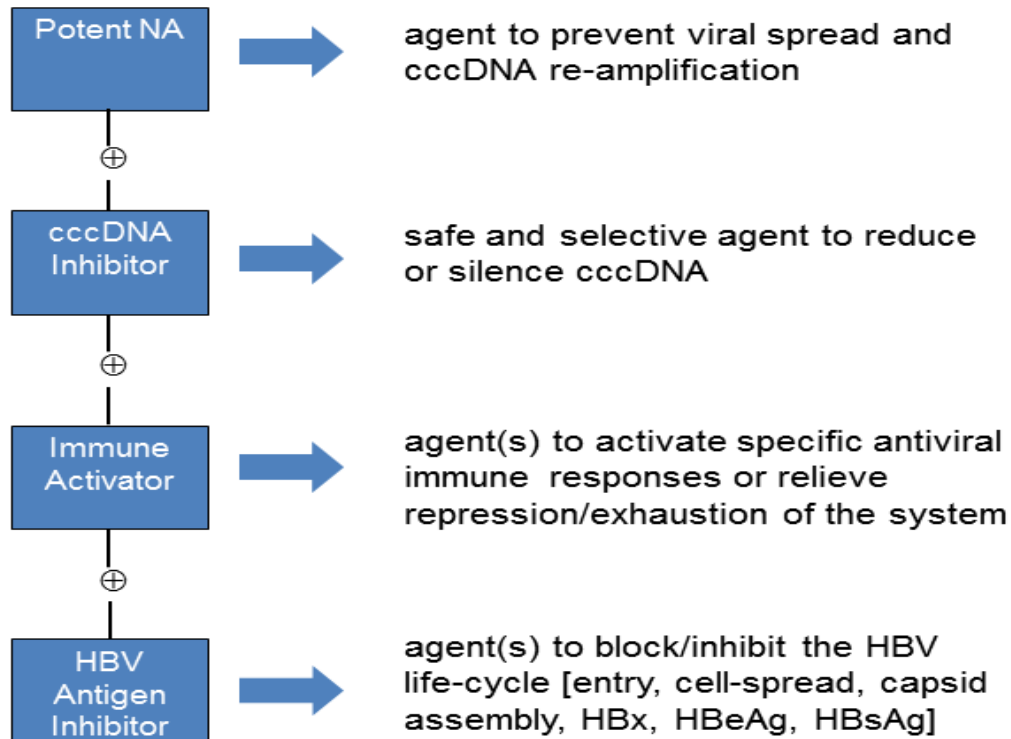 Potent NA
agent to prevent viral spread and
cccDNA re-amplification
⊕
cccDNA
Inhibitor
safe and selective agent to reduce
or silence cccDNA
⊕
Immune
Activator
agent(s) to activate specific antiviral
immune responses or relieve
repression/exhaustion of the system
⊕
HBV
Antigen
Inhibitor
agent(s) to block/inhibit the HBV
life-cycle [entry, cell-spread, capsid
assembly, HBx, HBeAg, HBsAg]